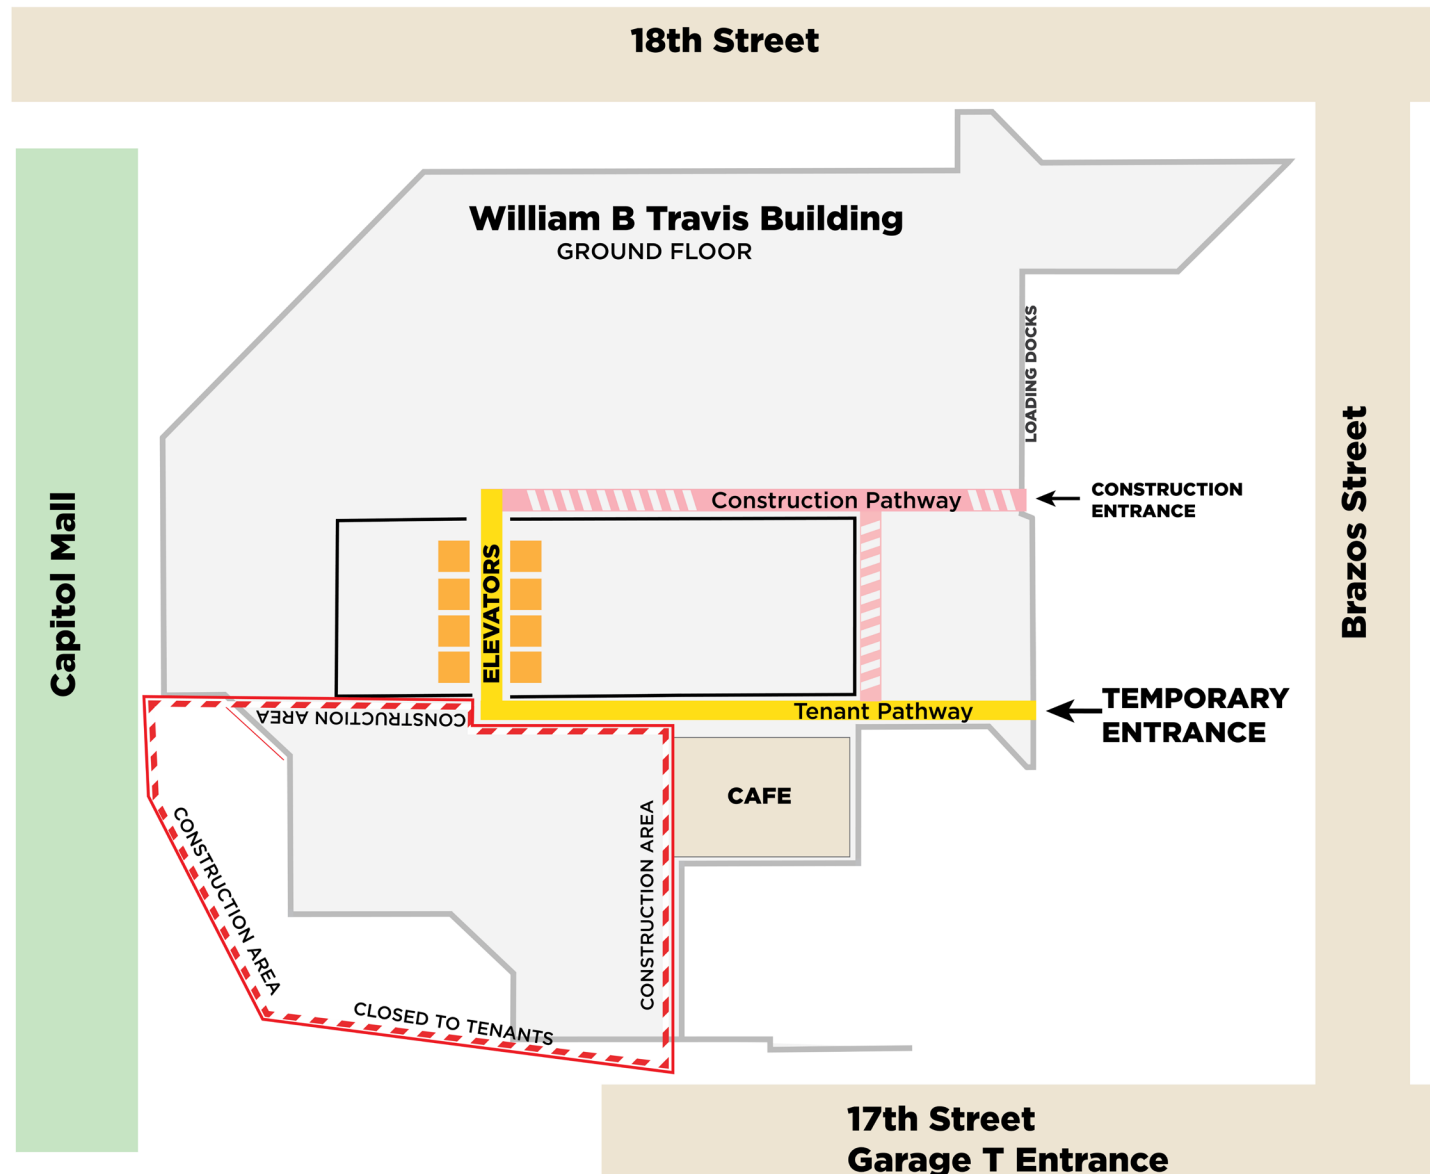 18th Street
William B Travis Building
GROUND FLOOR
LOADING DOCKS
Capitol Mall
Brazos Street
Construction Pathway
CONSTRUCTION
ENTRANCE
ELEVATORS
TEMPORARY
ENTRANCE
Tenant Pathway
CONSTRUCTION AREA
CAFE
CONSTRUCTION AREA
CONSTRUCTION AREA
CLOSED TO TENANTS
17th Street
Garage T Entrance